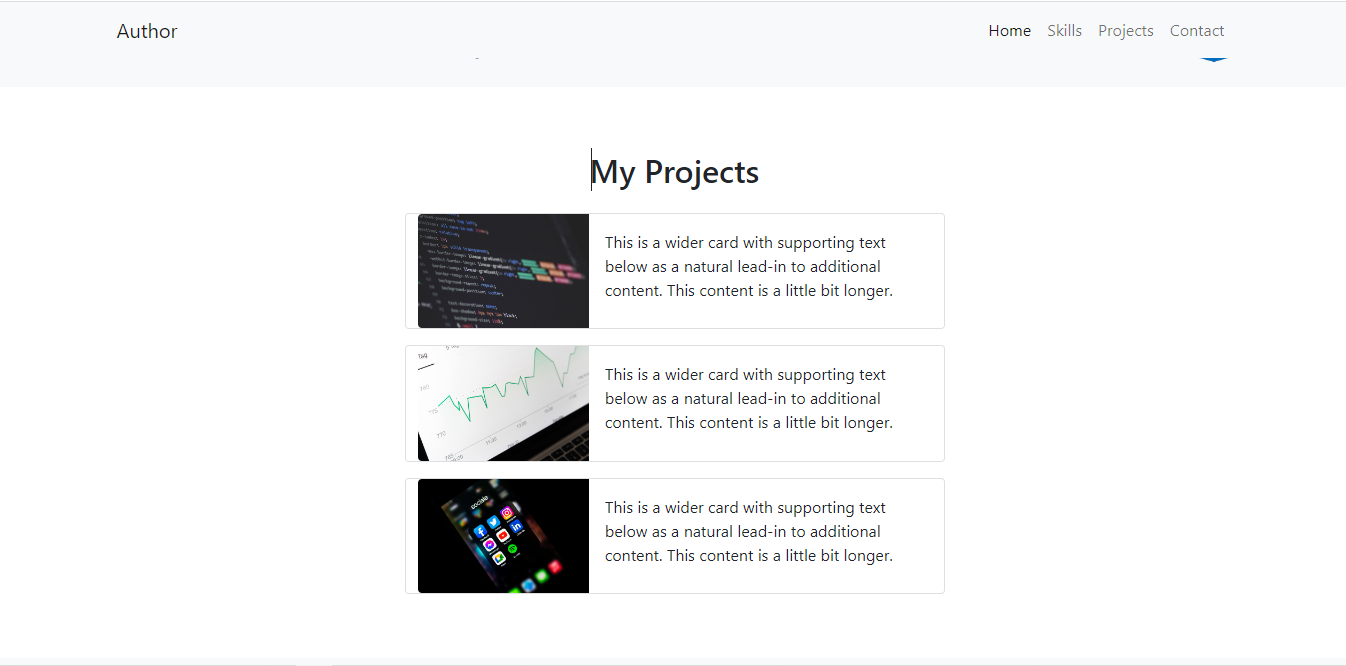 Author
Home Skills Projects Contact
My Projects
This is a wider card with supporting text
below as a natural lead-in to additional
content. This content is a little bit longer.
This is a wider card with supporting text
below as a natural lead-in to additional
content. This content is a little bit longer.
This is a wider card with supporting text
below as a natural lead-in to additional
content. This content is a little bit longer.